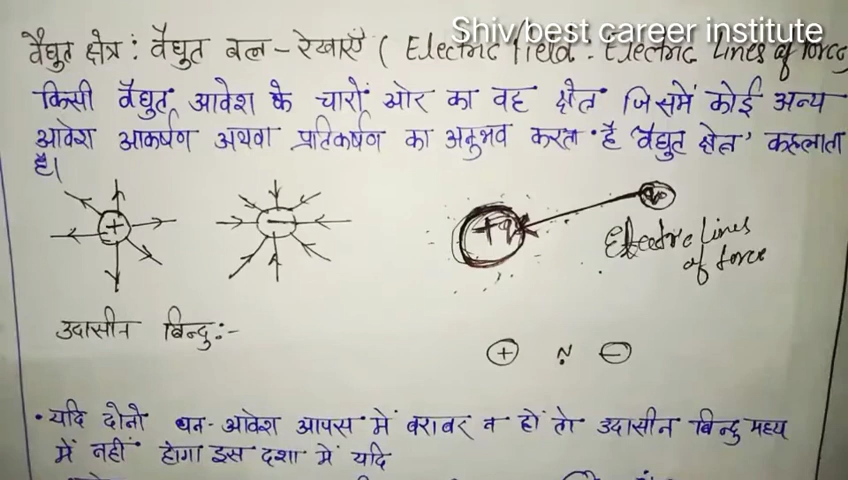 Shiv best career institute
वैद्युत क्षेत्र : वैद्युत बल - रेखाएँ ( Electric field - Electric Lines of force)
किसी वैद्युत आवेश के चारों ओर का वह क्षेत जिसमें कोई अन्य
आवेश आकर्षण अथवा प्रतिकर्षण का अनुभव करता है 'वैद्युत क्षेत' कहलाता
है।
+
−
+q
Electric Lines
of force
उदासीन बिन्दु :-
+ N −
• यदि दोनो धन - आवेश आपस में बराबर न हों तो उदासीन बिन्दु मध्य
में नहीं होगा इस दशा में यदि